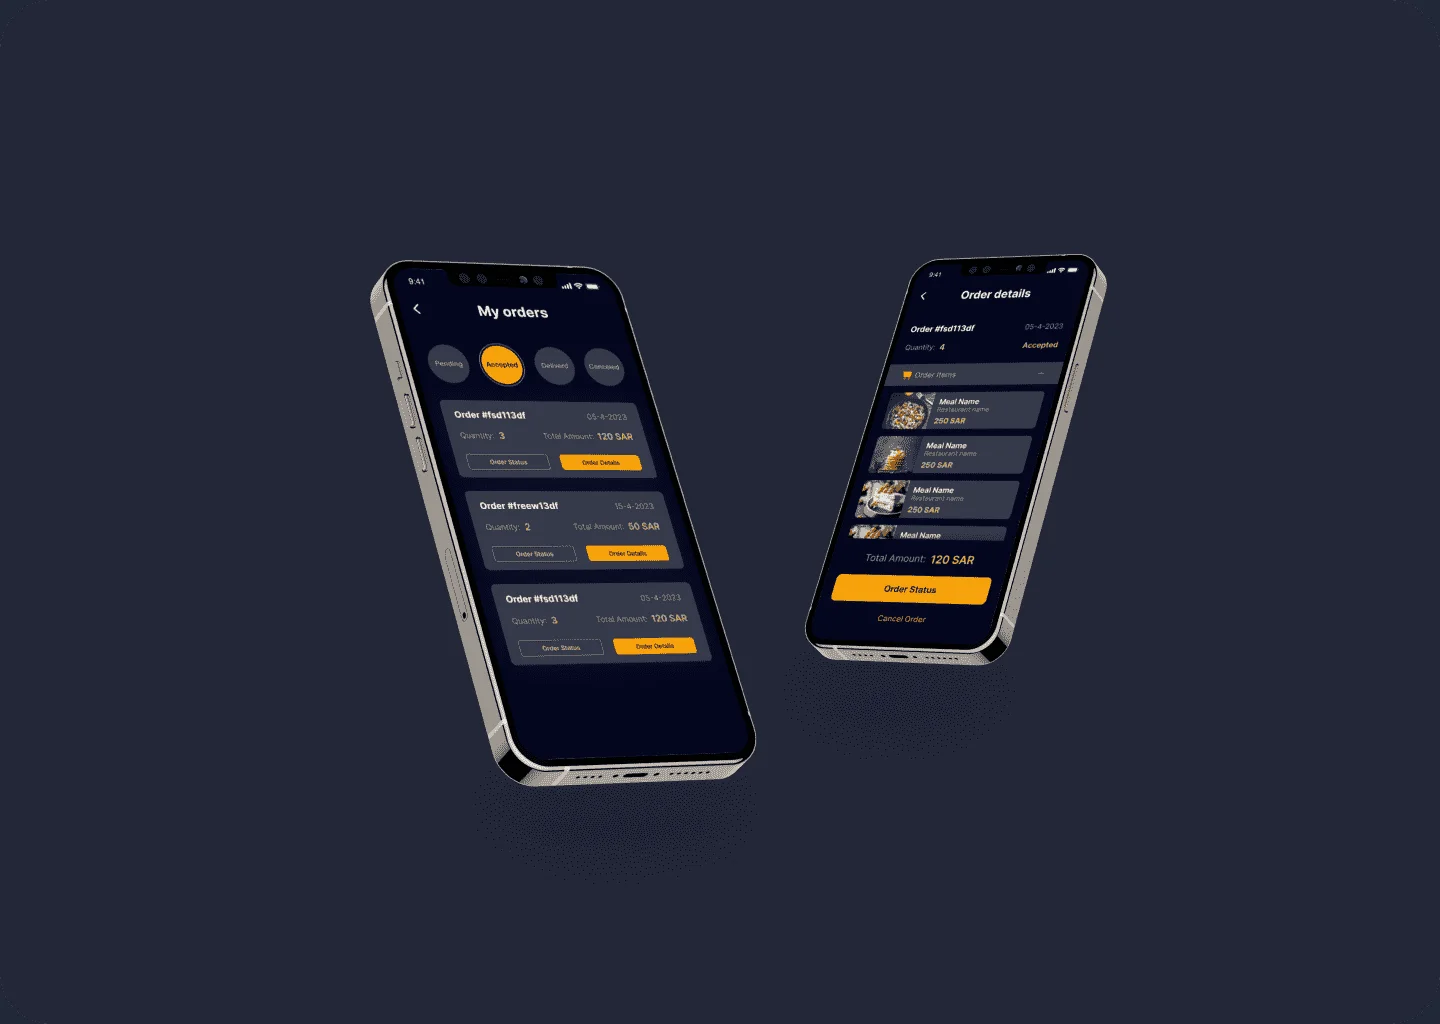 9:41
My orders
Pending
Accepted
Deliverd
Canceled
Order #fsd113df
05-4-2023
Quantity: 3
Total Amount: 120 SAR
Order Status
Order Details
Order #freew13df
15-4-2023
Quantity: 2
Total Amount: 50 SAR
Order Status
Order Details
Order #fsd113df
05-4-2023
Quantity: 3
Total Amount: 120 SAR
Order Status
Order Details
9:41
Order details
Order #fsd113df
05-4-2023
Quantity: 4
Accepted
Order Items
Meal Name
Restaurant name
250 SAR
Meal Name
Restaurant name
250 SAR
Meal Name
Restaurant name
250 SAR
Meal Name
Total Amount: 120 SAR
Order Status
Cancel Order